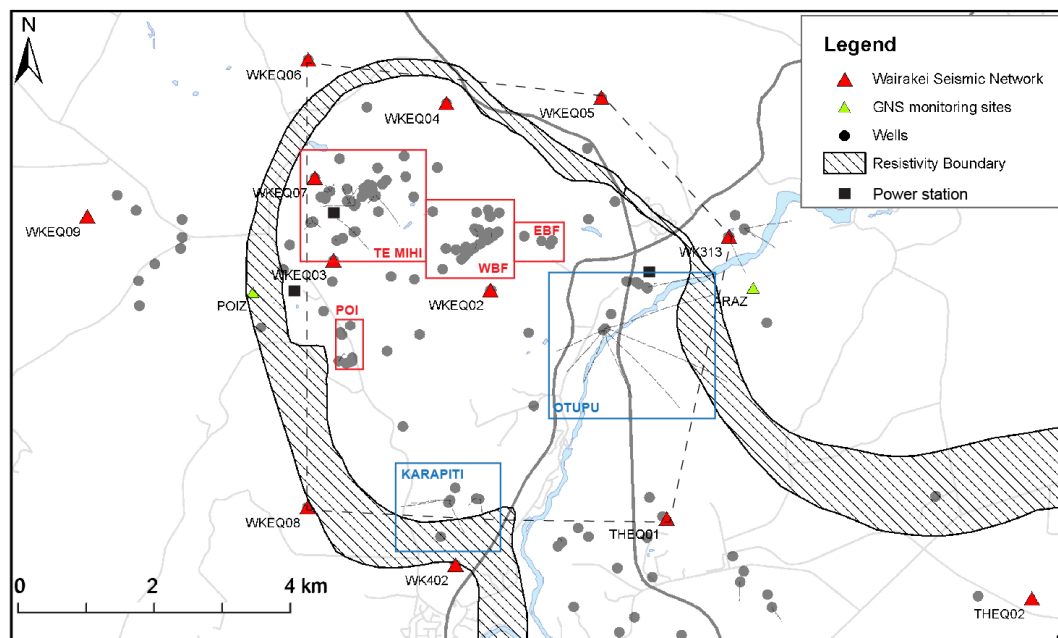 N
Legend
Wairakei Seismic Network
GNS monitoring sites
Wells
Resistivity Boundary
Power station
WKEQ06
WKEQ04
WKEQ05
WKEQ07
WKEQ09
TE MIHI
WBF
EBF
WK313
WKEQ03
POIZ
WKEQ02
ARAZ
POI
OTUPU
KARAPITI
WKEQ08
THEQ01
WK402
THEQ02
0 2 4 km